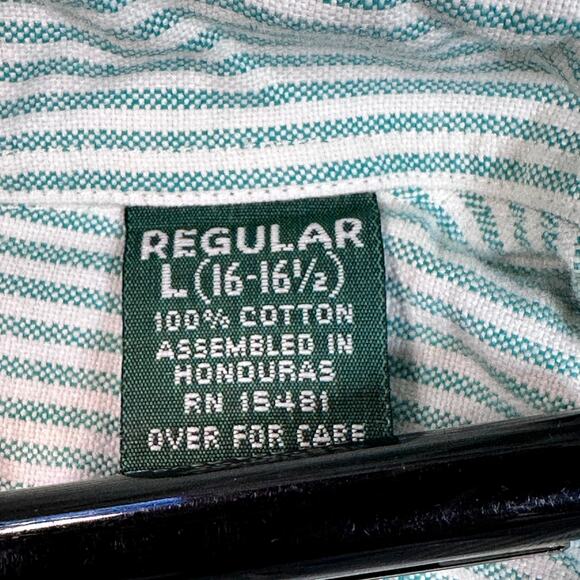 REGULAR
L (16-16½)
100% COTTON
ASSEMBLED IN
HONDURAS
RN 15481
OVER FOR CARE